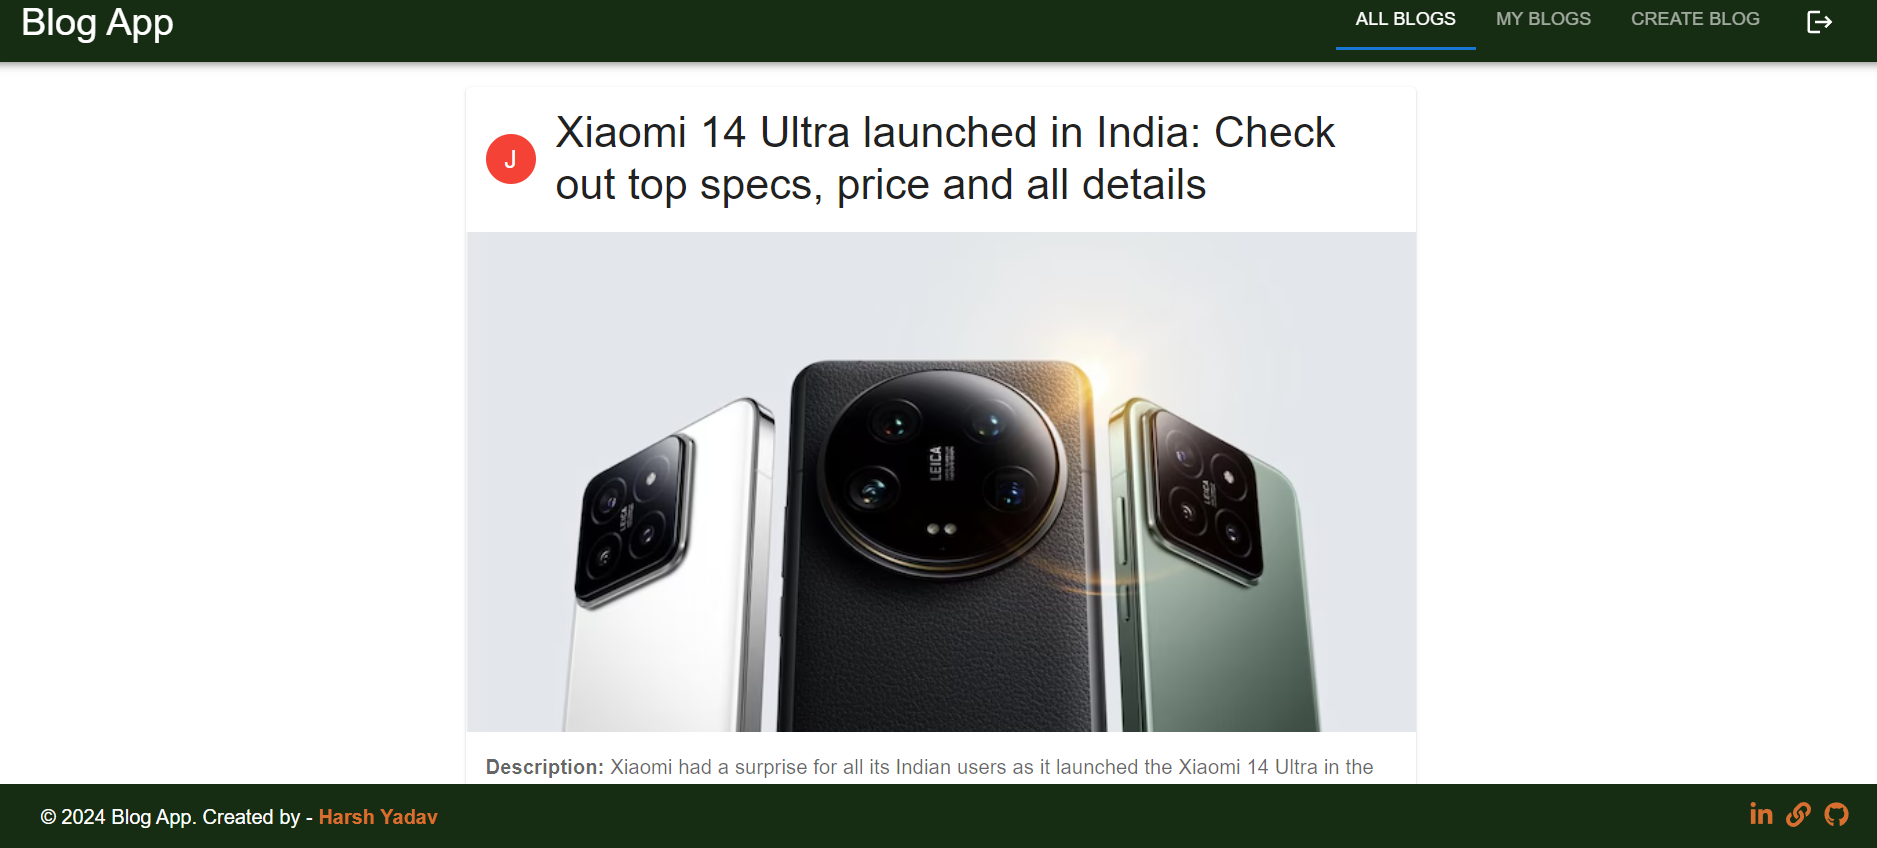 Blog App
ALL BLOGS
MY BLOGS
CREATE BLOG
J
Xiaomi 14 Ultra launched in India: Check
out top specs, price and all details
LEICA
LEICA
LEICA
Description: Xiaomi had a surprise for all its Indian users as it launched the Xiaomi 14 Ultra in the
© 2024 Blog App. Created by - Harsh Yadav
in